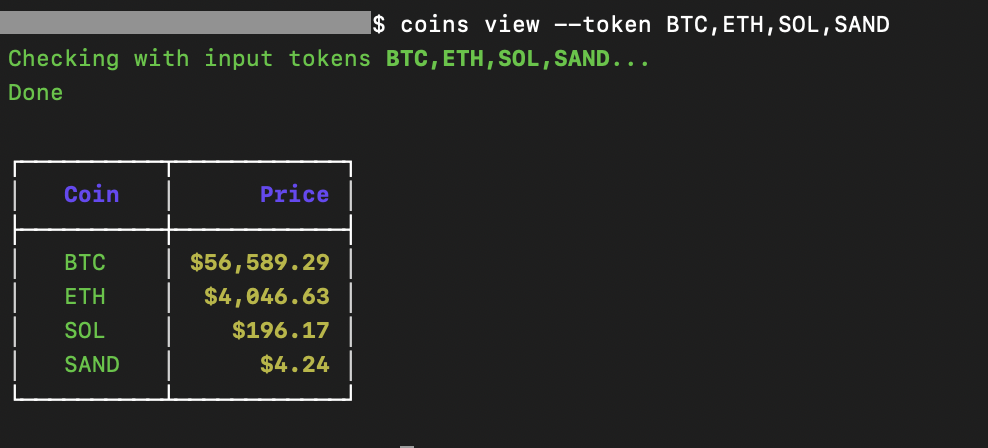 $ coins view --token BTC,ETH,SOL,SAND
Checking with input tokens BTC,ETH,SOL,SAND...
Done
Coin Price
BTC $56,589.29
ETH $4,046.63
SOL $196.17
SAND $4.24